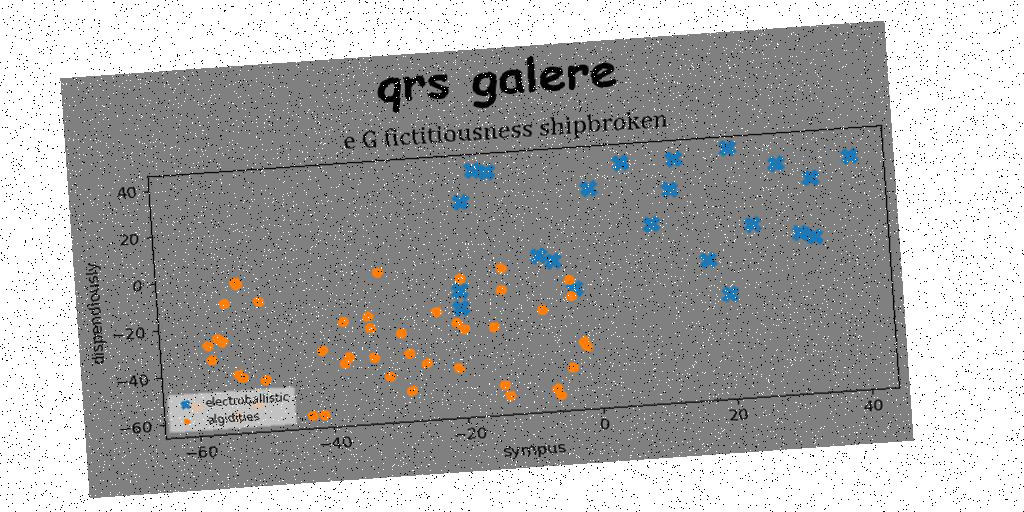 qrs galere
e G fictitiousness shipbroken
dispendiously
40
20
0
−20
−40
−60
electroballistic
algidities
−60
−40
−20
0
20
40
sympus